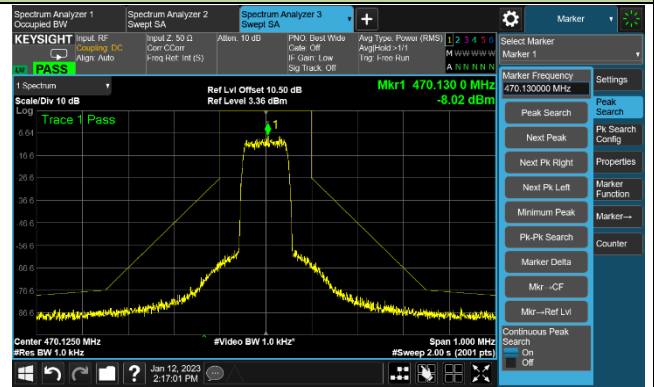 Spectrum Analyzer 1
Occupied BW
Spectrum Analyzer 2
Swept SA
Spectrum Analyzer 3
Swept SA
Marker
KEYSIGHT
Input: RF
Coupling: DC
Align: Auto
Input Z: 50 Ω
Corr CCorr
Freq Ref: Int (S)
Atten: 10 dB
PNO: Best Wide
Gate: Off
IF Gain: Low
Sig Track: Off
Avg Type: Power (RMS)
Avg|Hold:>1/1
Trig: Free Run
1 2 3 4 5 6
M W W W W W
A N N N N N
PASS
Select Marker
Marker 1
1 Spectrum
Scale/Div 10 dB
Log
Ref Lvl Offset 10.50 dB
Ref Level 3.36 dBm
Mkr1 470.130 0 MHz
-8.02 dBm
Trace 1 Pass
1
-6.64
-16.6
-26.6
-36.6
-46.6
-56.6
-66.6
-76.6
-86.6
Center 470.1250 MHz
#Res BW 1.0 kHz
#Video BW 1.0 kHz*
Span 1.000 MHz
#Sweep 2.00 s (2001 pts)
Marker Frequency
470.130000 MHz
Peak Search
Next Peak
Next Pk Right
Next Pk Left
Minimum Peak
Pk-Pk Search
Marker Delta
Mkr→CF
Mkr→Ref Lvl
Continuous Peak
Search
On
Off
Settings
Peak
Search
Pk Search
Config
Properties
Marker
Function
Marker→
Counter
Jan 12, 2023
2:17:01 PM